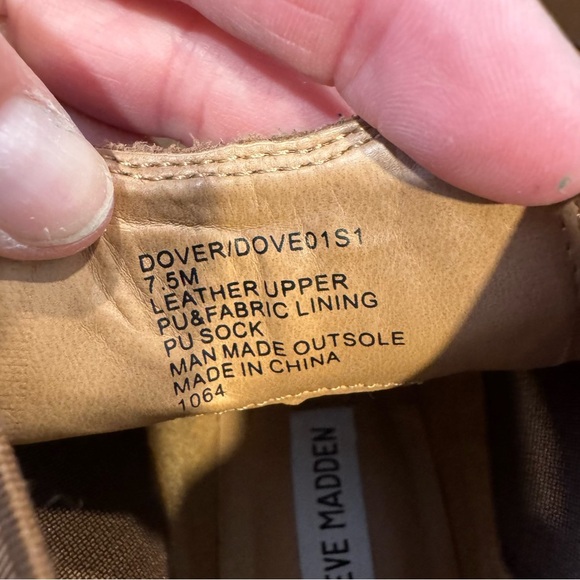 DOVER/DOVE01S1
7.5M
LEATHER UPPER
PU&FABRIC LINING
PU SOCK
MAN MADE OUTSOLE
MADE IN CHINA
1064
EVE MADDEN